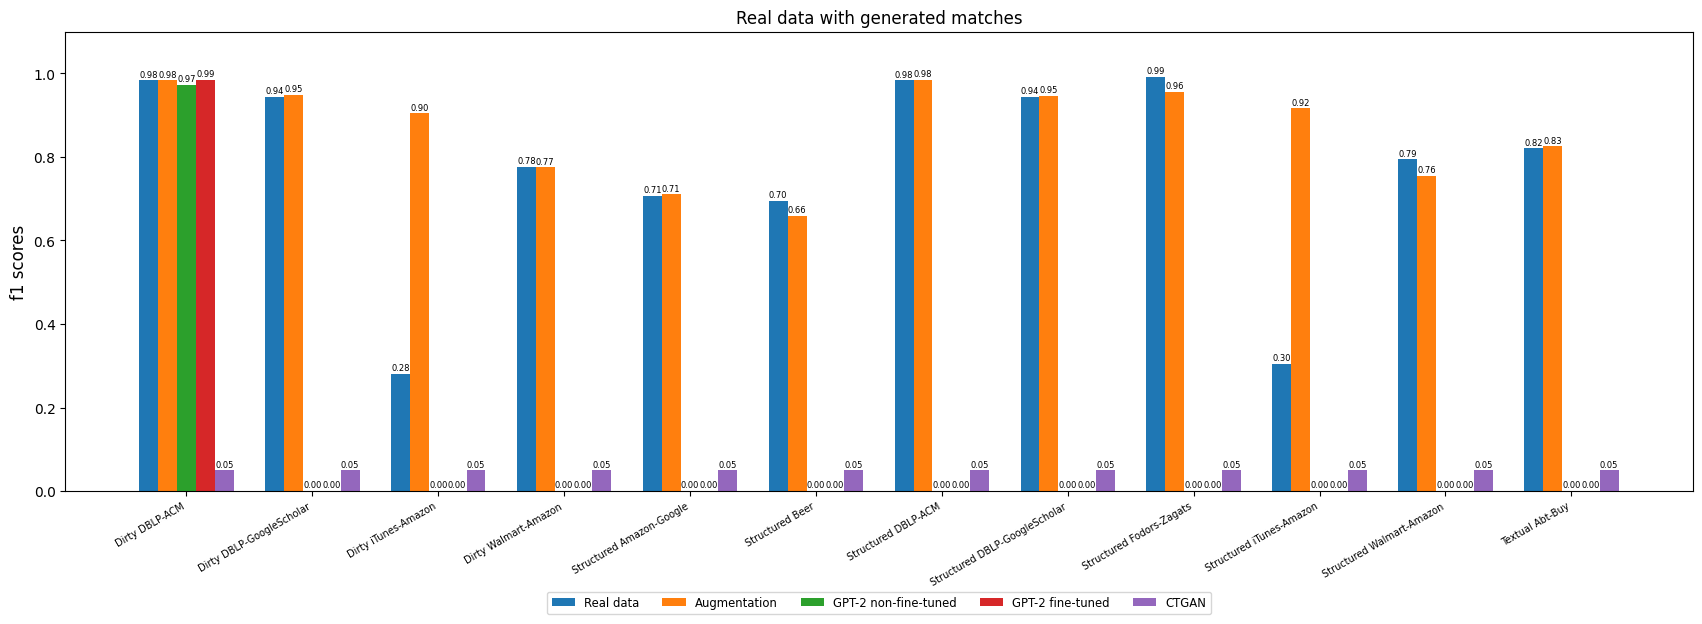 Real data with generated matches
f1 scores
1.0
0.8
0.6
0.4
0.2
0.0
0.98 0.98 0.97 0.99 0.05
0.94 0.95 0.00 0.00 0.05
0.28 0.90 0.00 0.00 0.05
0.78 0.77 0.00 0.00 0.05
0.71 0.71 0.00 0.00 0.05
0.70 0.66 0.00 0.00 0.05
0.98 0.98 0.00 0.00 0.05
0.94 0.95 0.00 0.00 0.05
0.99 0.96 0.00 0.00 0.05
0.30 0.92 0.00 0.00 0.05
0.79 0.76 0.00 0.00 0.05
0.82 0.83 0.00 0.00 0.05
Dirty DBLP-ACM
Dirty DBLP-GoogleScholar
Dirty iTunes-Amazon
Dirty Walmart-Amazon
Structured Amazon-Google
Structured Beer
Structured DBLP-ACM
Structured DBLP-GoogleScholar
Structured Fodors-Zagats
Structured iTunes-Amazon
Structured Walmart-Amazon
Textual Abt-Buy
Real data Augmentation GPT-2 non-fine-tuned GPT-2 fine-tuned CTGAN